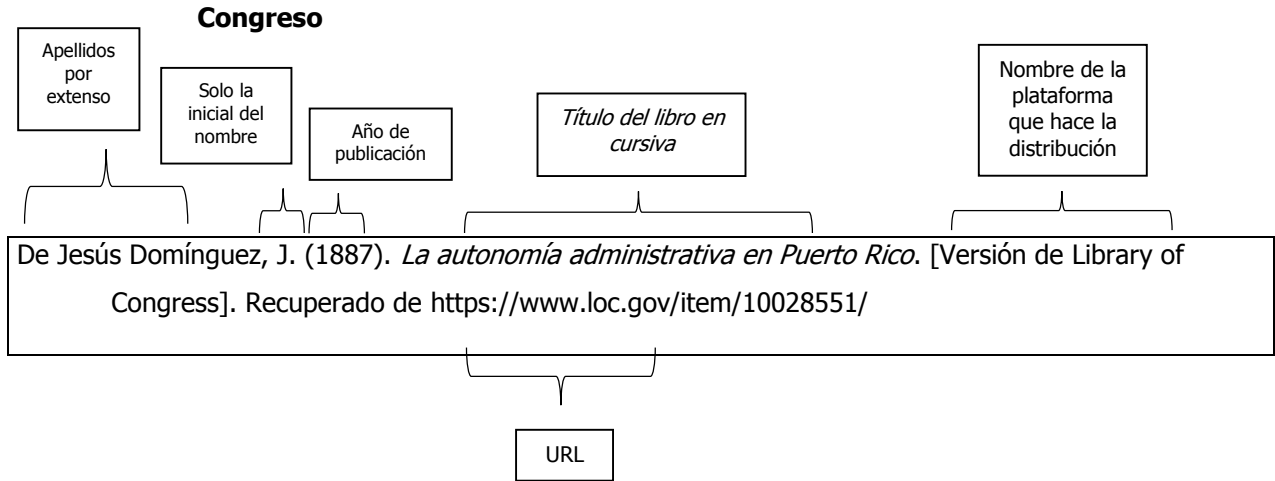 Congreso
Apellidos
por
extenso
Solo la
inicial del
nombre
Año de
publicación
Título del libro en
cursiva
Nombre de la
plataforma
que hace la
distribución
De Jesús Domínguez, J. (1887). La autonomía administrativa en Puerto Rico. [Versión de Library of
Congress]. Recuperado de https://www.loc.gov/item/10028551/
URL